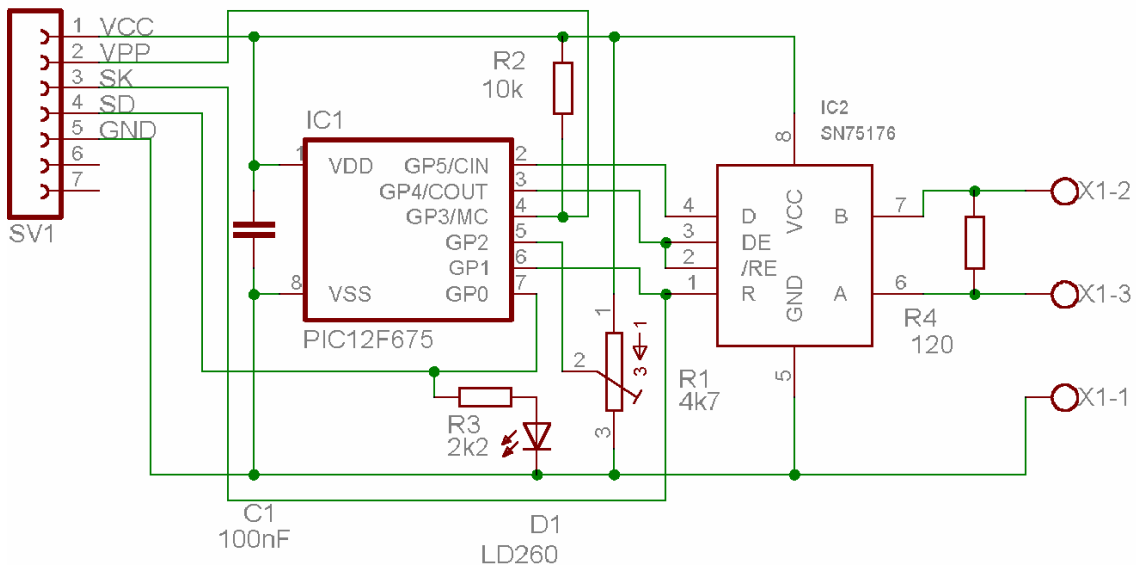 1 VCC
2 VPP
3 SK
4 SD
5 GND
6
7
SV1
IC1
1 VDD
8 VSS
GP5/CIN 2
GP4/COUT 3
GP3/MC 4
GP2 5
GP1 6
GP0 7
PIC12F675
R2
10k
R3
2k2
C1
100nF
D1
LD260
1
2
3
1
3
R1
4k7
IC2
SN75176
8
VCC
4 D
3 DE
2 /RE
1 R
GND
5
B 7
A 6
R4
120
X1-2
X1-3
X1-1